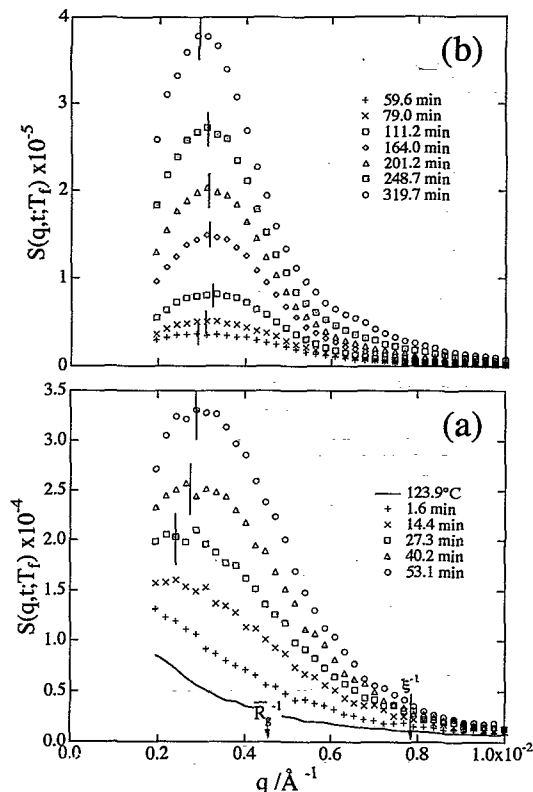 4
3
2
1
0
S(q,t;T_f) x10^-5
(b)
+ 59.6 min
× 79.0 min
□ 111.2 min
◇ 164.0 min
△ 201.2 min
□ 248.7 min
○ 319.7 min
3.5
3.0
2.5
2.0
1.5
1.0
0.5
0.0
S(q,t;T_f) x10^-4
(a)
— 123.9°C
+ 1.6 min
× 14.4 min
□ 27.3 min
△ 40.2 min
○ 53.1 min
R_g^-1
ξ^-1
0.0 0.2 0.4 0.6 0.8 1.0x10^-2
q /Å^-1